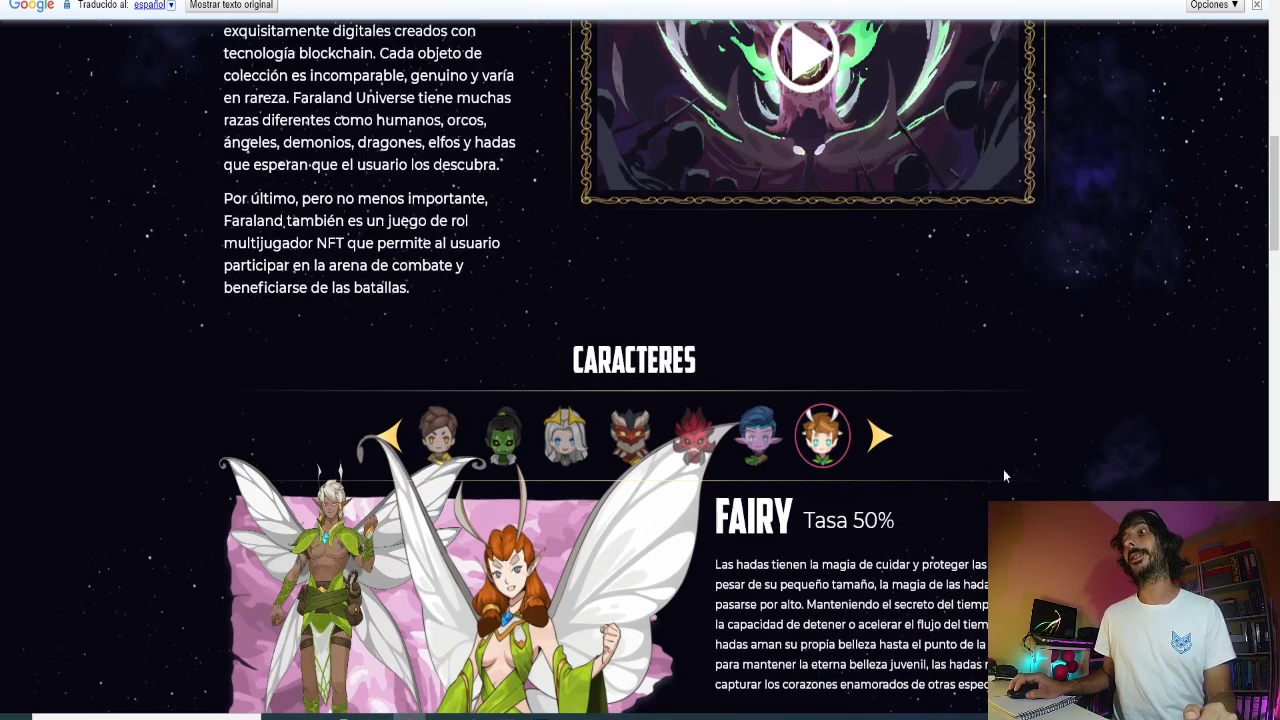 Google Traducido al: español Mostrar texto original Opciones ▼
exquisitamente digitales creados con
tecnología blockchain. Cada objeto de
colección es incomparable, genuino y varía
en rareza. Faraland Universe tiene muchas
razas diferentes como humanos, orcos,
ángeles, demonios, dragones, elfos y hadas
que esperan que el usuario los descubra.
Por último, pero no menos importante,
Faraland también es un juego de rol
multijugador NFT que permite al usuario
participar en la arena de combate y
beneficiarse de las batallas.
CARACTERES
FAIRY Tasa 50%
Las hadas tienen la magia de cuidar y proteger las
pesar de su pequeño tamaño, la magia de las hada
pasarse por alto. Manteniendo el secreto del tiemp
la capacidad de detener o acelerar el flujo del tiem
hadas aman su propia belleza hasta el punto de la
para mantener la eterna belleza juvenil, las hadas
capturar los corazones enamorados de otras espec